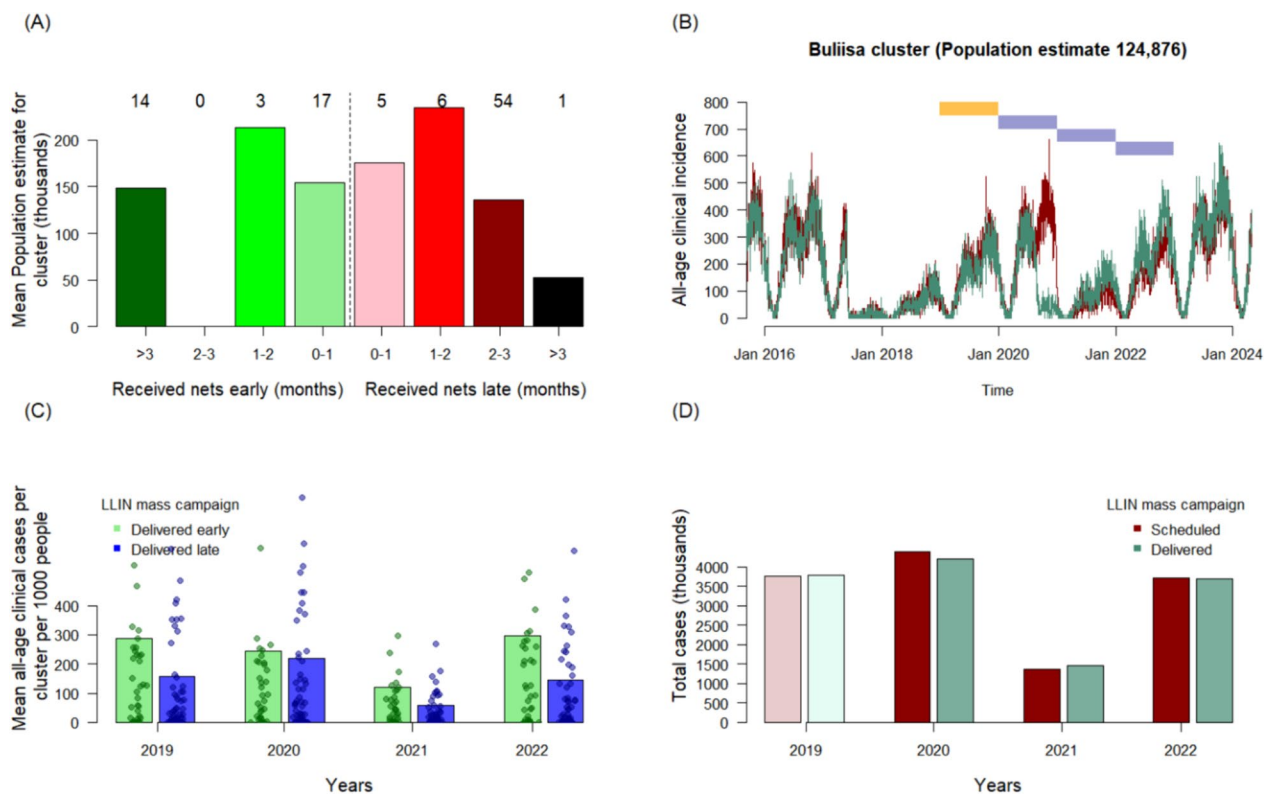 (A)
14 0 3 17 5 6 54 1
Mean Population estimate for
cluster (thousands)
200
150
100
50
0
>3 2-3 1-2 0-1 0-1 1-2 2-3 >3
Received nets early (months) Received nets late (months)
(B)
Buliisa cluster (Population estimate 124,876)
All-age clinical incidence
800
700
600
500
400
300
200
100
0
Jan 2016 Jan 2018 Jan 2020 Jan 2022 Jan 2024
Time
(C)
LLIN mass campaign
Delivered early
Delivered late
Mean all-age clinical cases per
cluster per 1000 people
400
300
200
100
0
2019 2020 2021 2022
Years
(D)
LLIN mass campaign
Scheduled
Delivered
Total cases (thousands)
4000
3500
3000
2500
2000
1500
1000
500
0
2019 2020 2021 2022
Years